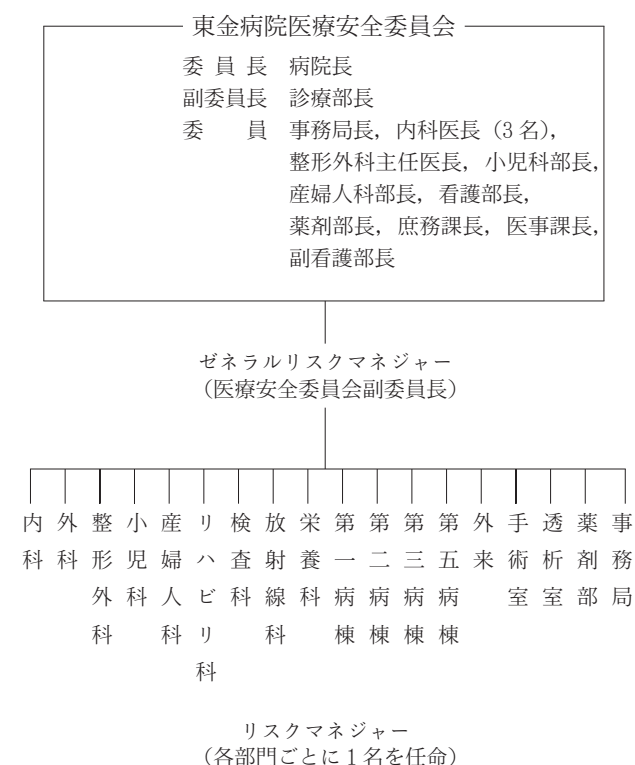 東金病院医療安全委員会
委員長 病院長
副委員長 診療部長
委員 事務局長，内科医長（3名），
整形外科主任医長，小児科部長，
産婦人科部長，看護部長，
薬剤部長，庶務課長，医事課長，
副看護部長
ゼネラルリスクマネジャー
（医療安全委員会副委員長）
内科
外科
整形外科
小児科
産婦人科
リハビリ科
検査科
放射線科
栄養科
第一病棟
第二病棟
第三病棟
第五病棟
外来
手術室
透析室
薬剤部
事務局
リスクマネジャー
（各部門ごとに1名を任命）